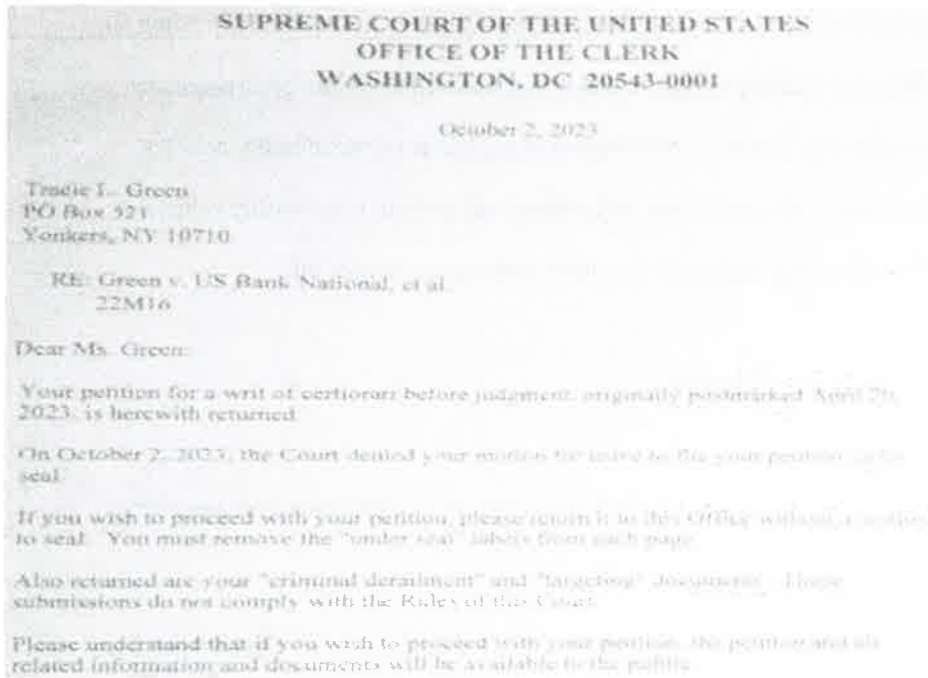 SUPREME COURT OF THE UNITED STATES
OFFICE OF THE CLERK
WASHINGTON, DC 20543-0001
October 2, 2023
Tracie L. Green
PO Box 521
Yonkers, NY 10710
RE: Green v. US Bank National, et al.
22M16
Dear Ms. Green:
Your petition for a writ of certiorari before judgment, originally postmarked April 20,
2023, is herewith returned.
On October 2, 2023, the Court denied your motion for leave to file your petition under
seal.
If you wish to proceed with your petition, please return it to this Office without a motion
to seal. You must remove the "under seal" labels from each page.
Also returned are your "criminal derailment" and "targeting" documents. These
submissions do not comply with the Rules of this Court.
Please understand that if you wish to proceed with your petition, the petition and all
related information and documents will be available to the public.